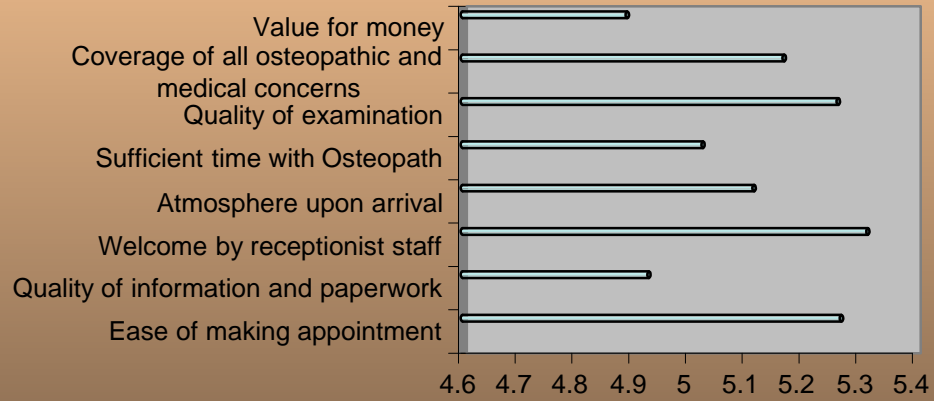 Value for money
Coverage of all osteopathic and
medical concerns
Quality of examination
Sufficient time with Osteopath
Atmosphere upon arrival
Welcome by receptionist staff
Quality of information and paperwork
Ease of making appointment
4.6 4.7 4.8 4.9 5 5.1 5.2 5.3 5.4